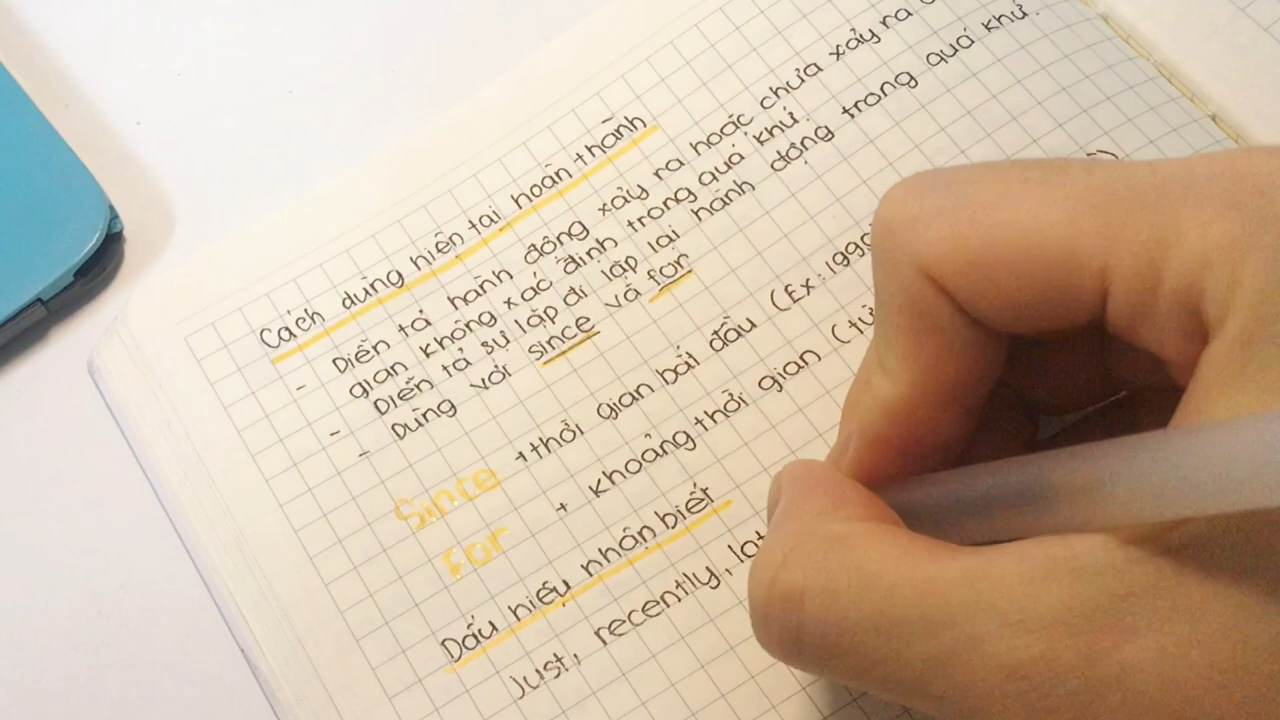 Cách dùng hiện tại hoàn thành
- Diễn tả hành động xảy ra hoặc chưa xảy ra
gian không xác định trong quá khứ.
- Diễn tả sự lặp đi lặp lại hành động trong quá khứ.
- Dùng với since và for
Since + thời gian bắt đầu (Ex: 1990
For + khoảng thời gian (từ
Dấu hiệu nhận biết
Just, recently,